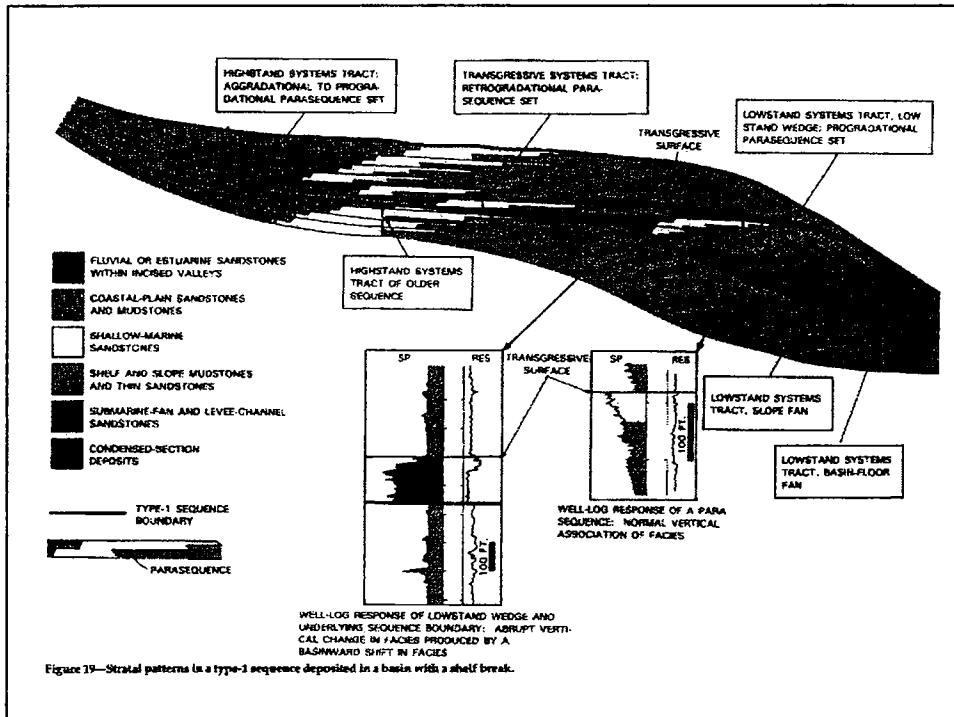 HIGHSTAND SYSTEMS TRACT:
AGGRADATIONAL TO PROGRA-
DATIONAL PARASEQUENCE SET
TRANSGRESSIVE SYSTEMS TRACT:
RETROGRADATIONAL PARA-
SEQUENCE SET
LOWSTAND SYSTEMS TRACT, LOW
STAND WEDGE: PROGRADATIONAL
PARASEQUENCE SET
TRANSGRESSIVE
SURFACE
HIGHSTAND SYSTEMS
TRACT OF OLDER
SEQUENCE
FLUVIAL OR ESTUARINE SANDSTONES
WITHIN INCISED VALLEYS
COASTAL-PLAIN SANDSTONES
AND MUDSTONES
SHALLOW-MARINE
SANDSTONES
SHELF AND SLOPE MUDSTONES
AND THIN SANDSTONES
SUBMARINE-FAN AND LEVEE-CHANNEL
SANDSTONES
CONDENSED-SECTION
DEPOSITS
TYPE-1 SEQUENCE
BOUNDARY
PARASEQUENCE
SP RES
100 FT.
TRANSGRESSIVE
SURFACE
SP RES
100 FT.
LOWSTAND SYSTEMS
TRACT, SLOPE FAN
LOWSTAND SYSTEMS
TRACT, BASIN-FLOOR
FAN
WELL-LOG RESPONSE OF A PARA
SEQUENCE: NORMAL VERTICAL
ASSOCIATION OF FACIES
WELL-LOG RESPONSE OF LOWSTAND WEDGE AND
UNDERLYING SEQUENCE BOUNDARY: ABRUPT VERTI-
CAL CHANGE IN FACIES PRODUCED BY A
BASINWARD SHIFT IN FACIES
Figure 19—Stratal patterns in a type-1 sequence deposited in a basin with a shelf break.